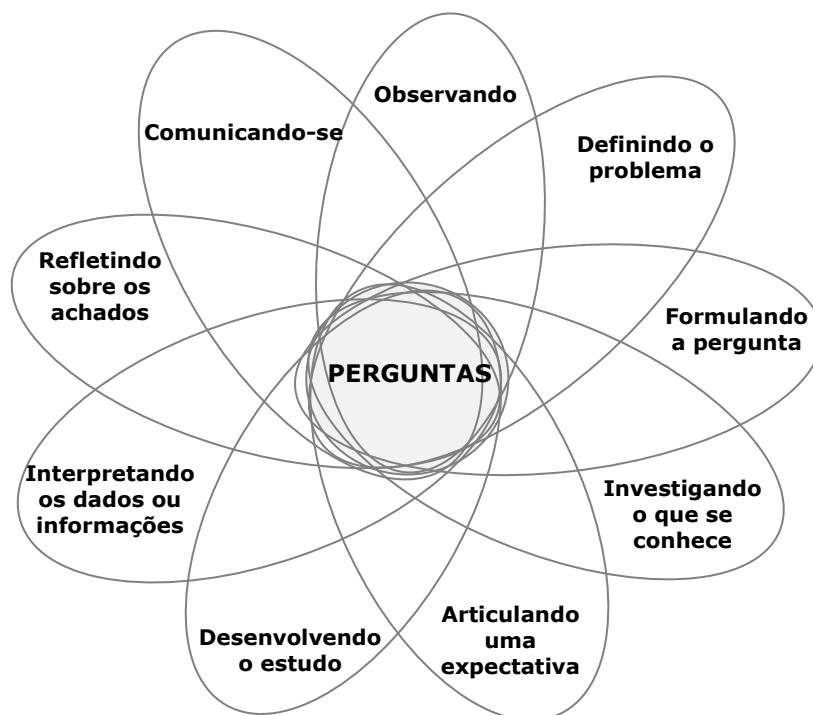 Observando
Definindo o
problema
Formulando
a pergunta
Investigando
o que se
conhece
Articulando
uma
expectativa
Desenvolvendo
o estudo
Interpretando
os dados ou
informações
Refletindo
sobre os
achados
Comunicando-se
PERGUNTAS